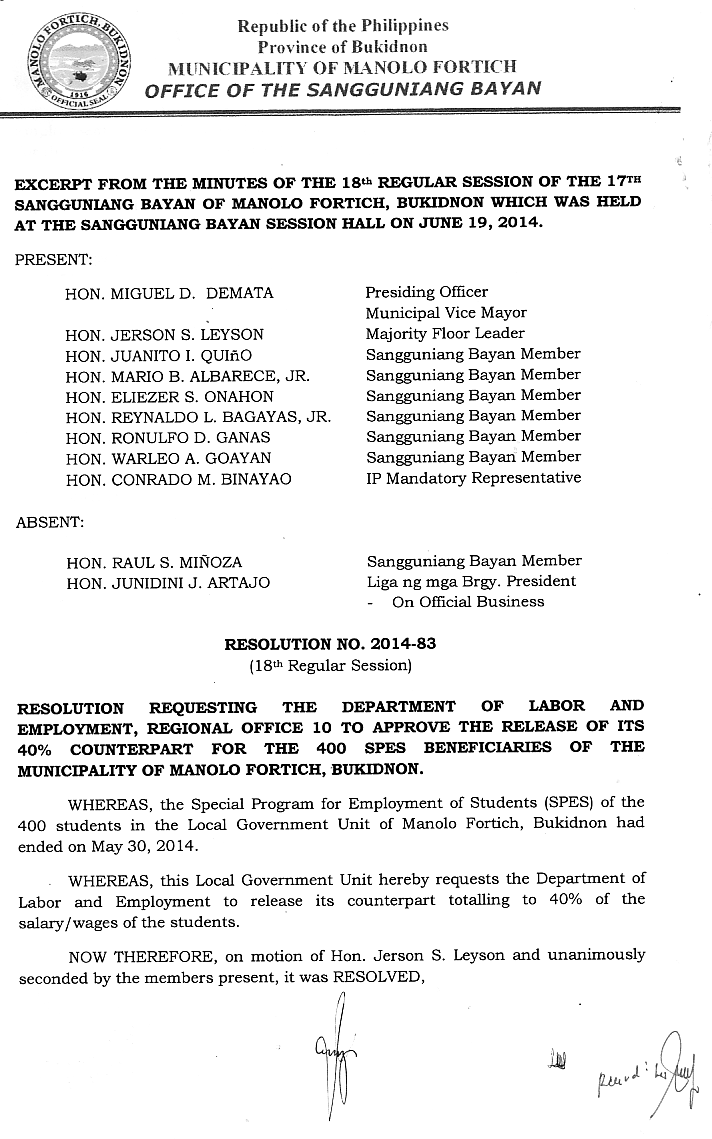 MANOLO FORTICH, BUKIDNON
1916
OFFICIAL SEAL
Republic of the Philippines
Province of Bukidnon
MUNICIPALITY OF MANOLO FORTICH
OFFICE OF THE SANGGUNIANG BAYAN
EXCERPT FROM THE MINUTES OF THE 18th REGULAR SESSION OF THE 17TH
SANGGUNIANG BAYAN OF MANOLO FORTICH, BUKIDNON WHICH WAS HELD
AT THE SANGGUNIANG BAYAN SESSION HALL ON JUNE 19, 2014.
PRESENT:
HON. MIGUEL D. DEMATA Presiding Officer
Municipal Vice Mayor
HON. JERSON S. LEYSON Majority Floor Leader
HON. JUANITO I. QUIñO Sangguniang Bayan Member
HON. MARIO B. ALBARECE, JR. Sangguniang Bayan Member
HON. ELIEZER S. ONAHON Sangguniang Bayan Member
HON. REYNALDO L. BAGAYAS, JR. Sangguniang Bayan Member
HON. RONULFO D. GANAS Sangguniang Bayan Member
HON. WARLEO A. GOAYAN Sangguniang Bayan Member
HON. CONRADO M. BINAYAO IP Mandatory Representative
ABSENT:
HON. RAUL S. MIÑOZA Sangguniang Bayan Member
HON. JUNIDINI J. ARTAJO Liga ng mga Brgy. President
- On Official Business
RESOLUTION NO. 2014-83
(18th Regular Session)
RESOLUTION REQUESTING THE DEPARTMENT OF LABOR AND
EMPLOYMENT, REGIONAL OFFICE 10 TO APPROVE THE RELEASE OF ITS
40% COUNTERPART FOR THE 400 SPES BENEFICIARIES OF THE
MUNICIPALITY OF MANOLO FORTICH, BUKIDNON.
WHEREAS, the Special Program for Employment of Students (SPES) of the
400 students in the Local Government Unit of Manolo Fortich, Bukidnon had
ended on May 30, 2014.
WHEREAS, this Local Government Unit hereby requests the Department of
Labor and Employment to release its counterpart totalling to 40% of the
salary/wages of the students.
NOW THEREFORE, on motion of Hon. Jerson S. Leyson and unanimously
seconded by the members present, it was RESOLVED,